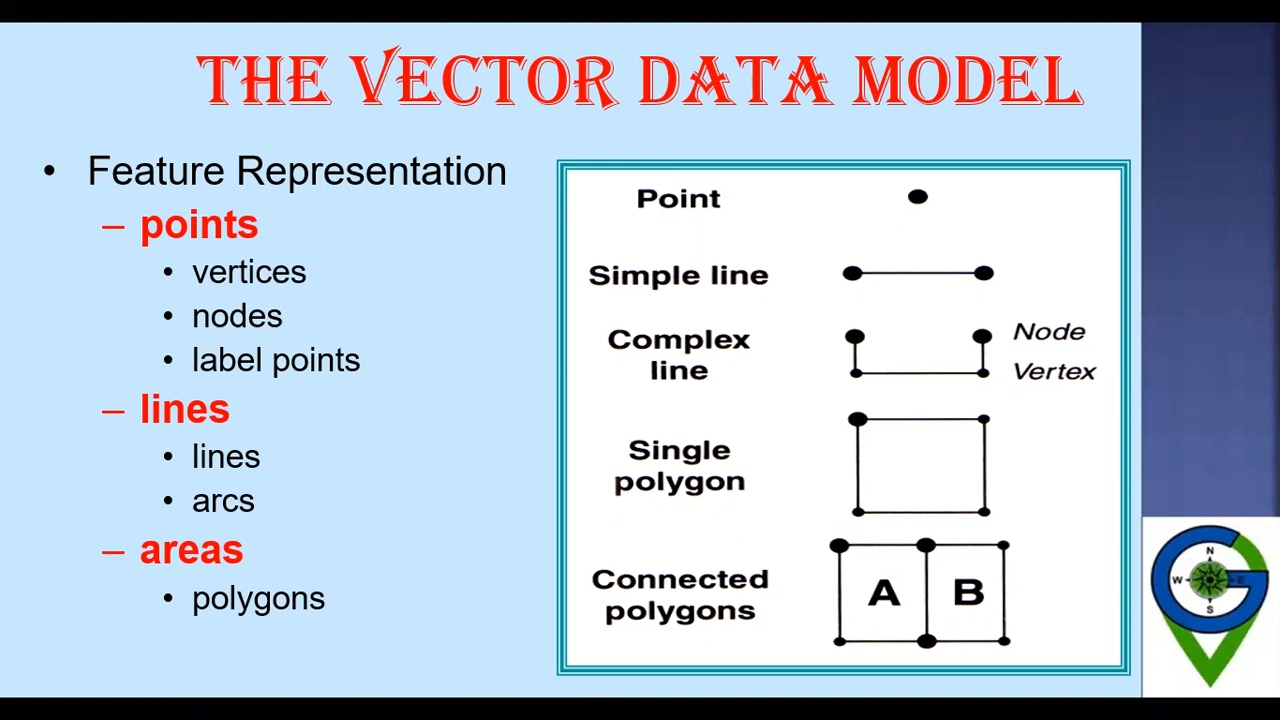 THE VECTOR DATA MODEL
• Feature Representation
– points
• vertices
• nodes
• label points
– lines
• lines
• arcs
– areas
• polygons
Point
Simple line
Complex
line
Node
Vertex
Single
polygon
Connected
polygons
A B
N
W E
S